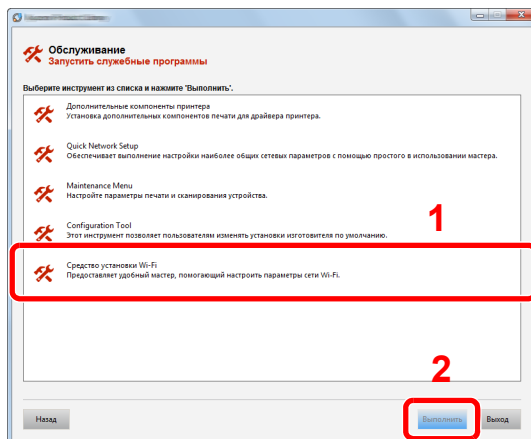 Обслуживание
Запустить служебные программы
Выберите инструмент из списка и нажмите 'Выполнить'.
Дополнительные компоненты принтера
Установка дополнительных компонентов печати для драйвера принтера.
Quick Network Setup
Обеспечивает выполнение настройки наиболее общих сетевых параметров с помощью простого в использовании мастера.
Maintenance Menu
Настройте параметры печати и сканирования устройства.
Configuration Tool
Этот инструмент позволяет пользователям изменять установки изготовителя по умолчанию.
1
Средство установки Wi-Fi
Предоставляет удобный мастер, помогающий настроить параметры сети Wi-Fi.
2
Назад Выполнить Выход